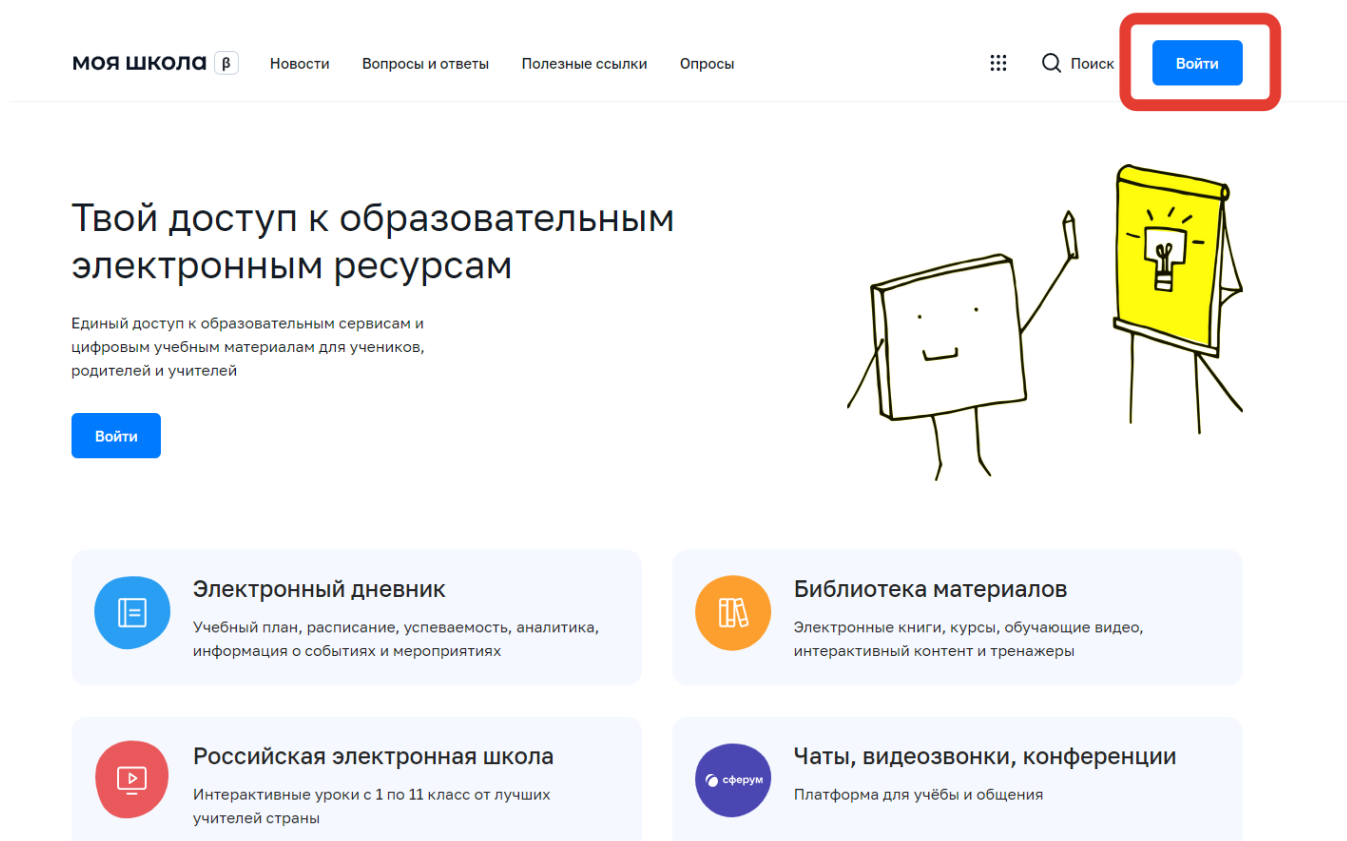 моя школа β
Новости
Вопросы и ответы
Полезные ссылки
Опросы
Поиск
Войти
Твой доступ к образовательным
электронным ресурсам
Единый доступ к образовательным сервисам и
цифровым учебным материалам для учеников,
родителей и учителей
Войти
Электронный дневник
Учебный план, расписание, успеваемость, аналитика,
информация о событиях и мероприятиях
Библиотека материалов
Электронные книги, курсы, обучающие видео,
интерактивный контент и тренажеры
Российская электронная школа
Интерактивные уроки с 1 по 11 класс от лучших
учителей страны
сферум
Чаты, видеозвонки, конференции
Платформа для учёбы и общения